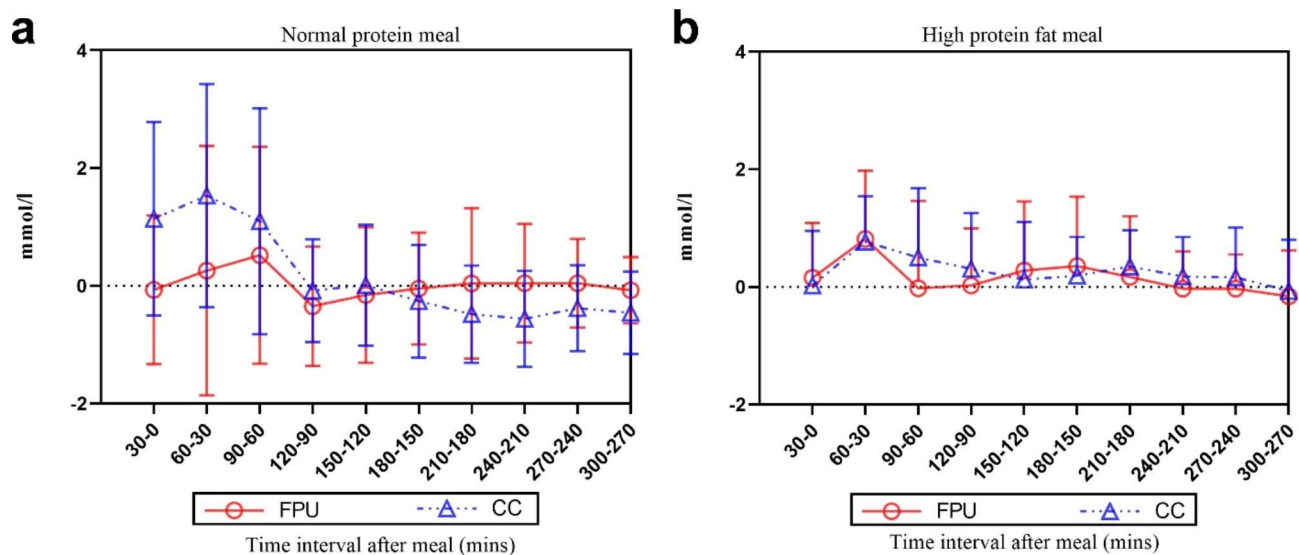 a
Normal protein meal
4
2
0
-2
mmol/l
30-0
60-30
90-60
120-90
150-120
180-150
210-180
240-210
270-240
300-270
FPU
CC
Time interval after meal (mins)
b
High protein fat meal
4
2
0
-2
mmol/l
30-0
60-30
90-60
120-90
150-120
180-150
210-180
240-210
270-240
300-270
FPU
CC
Time interval after meal (mins)